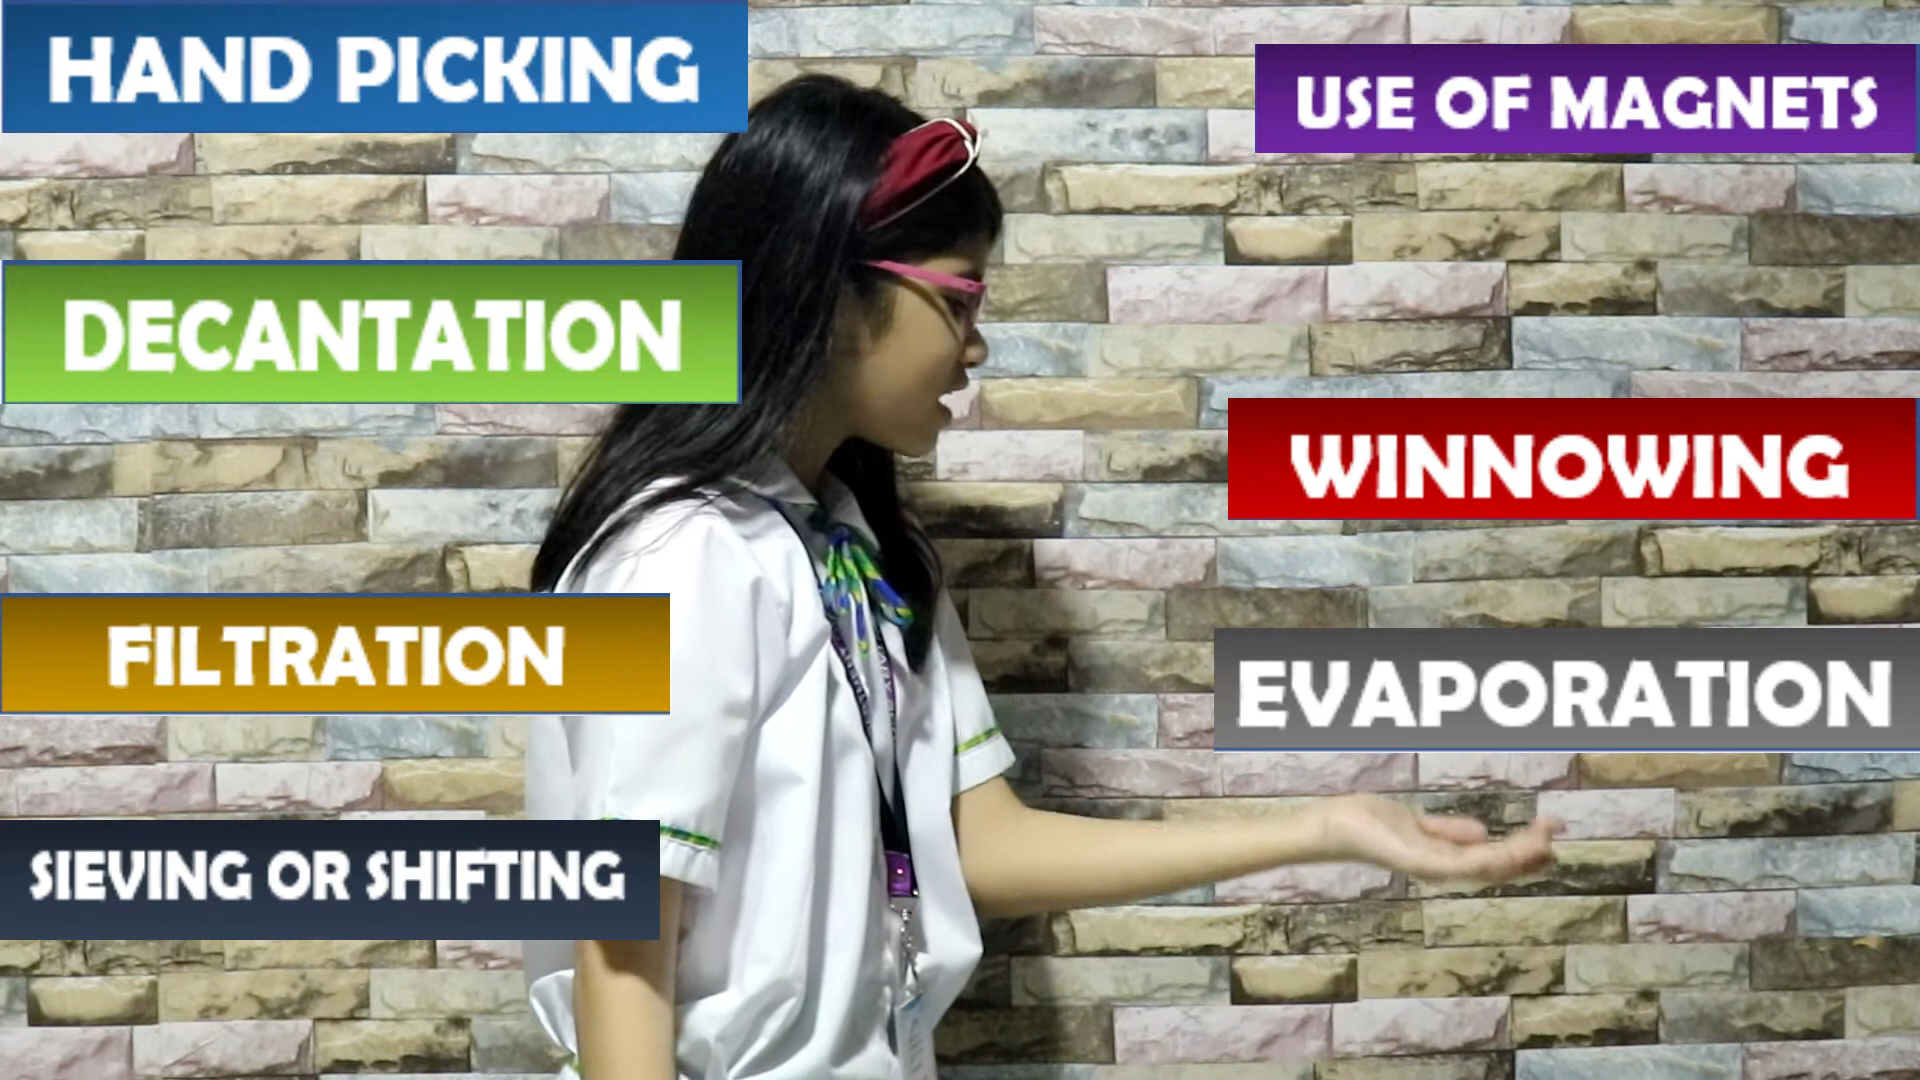 HAND PICKING
DECANTATION
FILTRATION
SIEVING OR SHIFTING
USE OF MAGNETS
WINNOWING
EVAPORATION